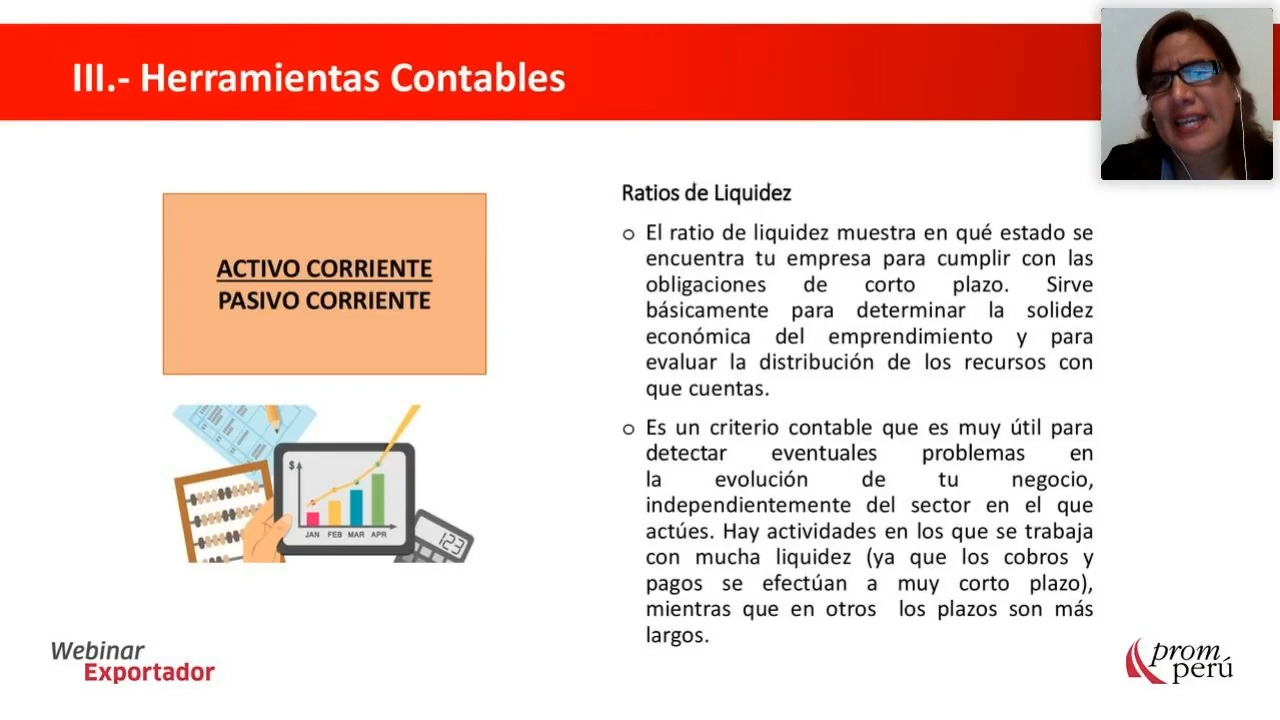 III.- Herramientas Contables
ACTIVO CORRIENTE
PASIVO CORRIENTE
$
JAN FEB MAR APR
123
Ratios de Liquidez
o El ratio de liquidez muestra en qué estado se
encuentra tu empresa para cumplir con las
obligaciones de corto plazo. Sirve
básicamente para determinar la solidez
económica del emprendimiento y para
evaluar la distribución de los recursos con
que cuentas.
o Es un criterio contable que es muy útil para
detectar eventuales problemas en
la evolución de tu negocio,
independientemente del sector en el que
actúes. Hay actividades en los que se trabaja
con mucha liquidez (ya que los cobros y
pagos se efectúan a muy corto plazo),
mientras que en otros los plazos son más
largos.
Webinar
Exportador
prom
perú